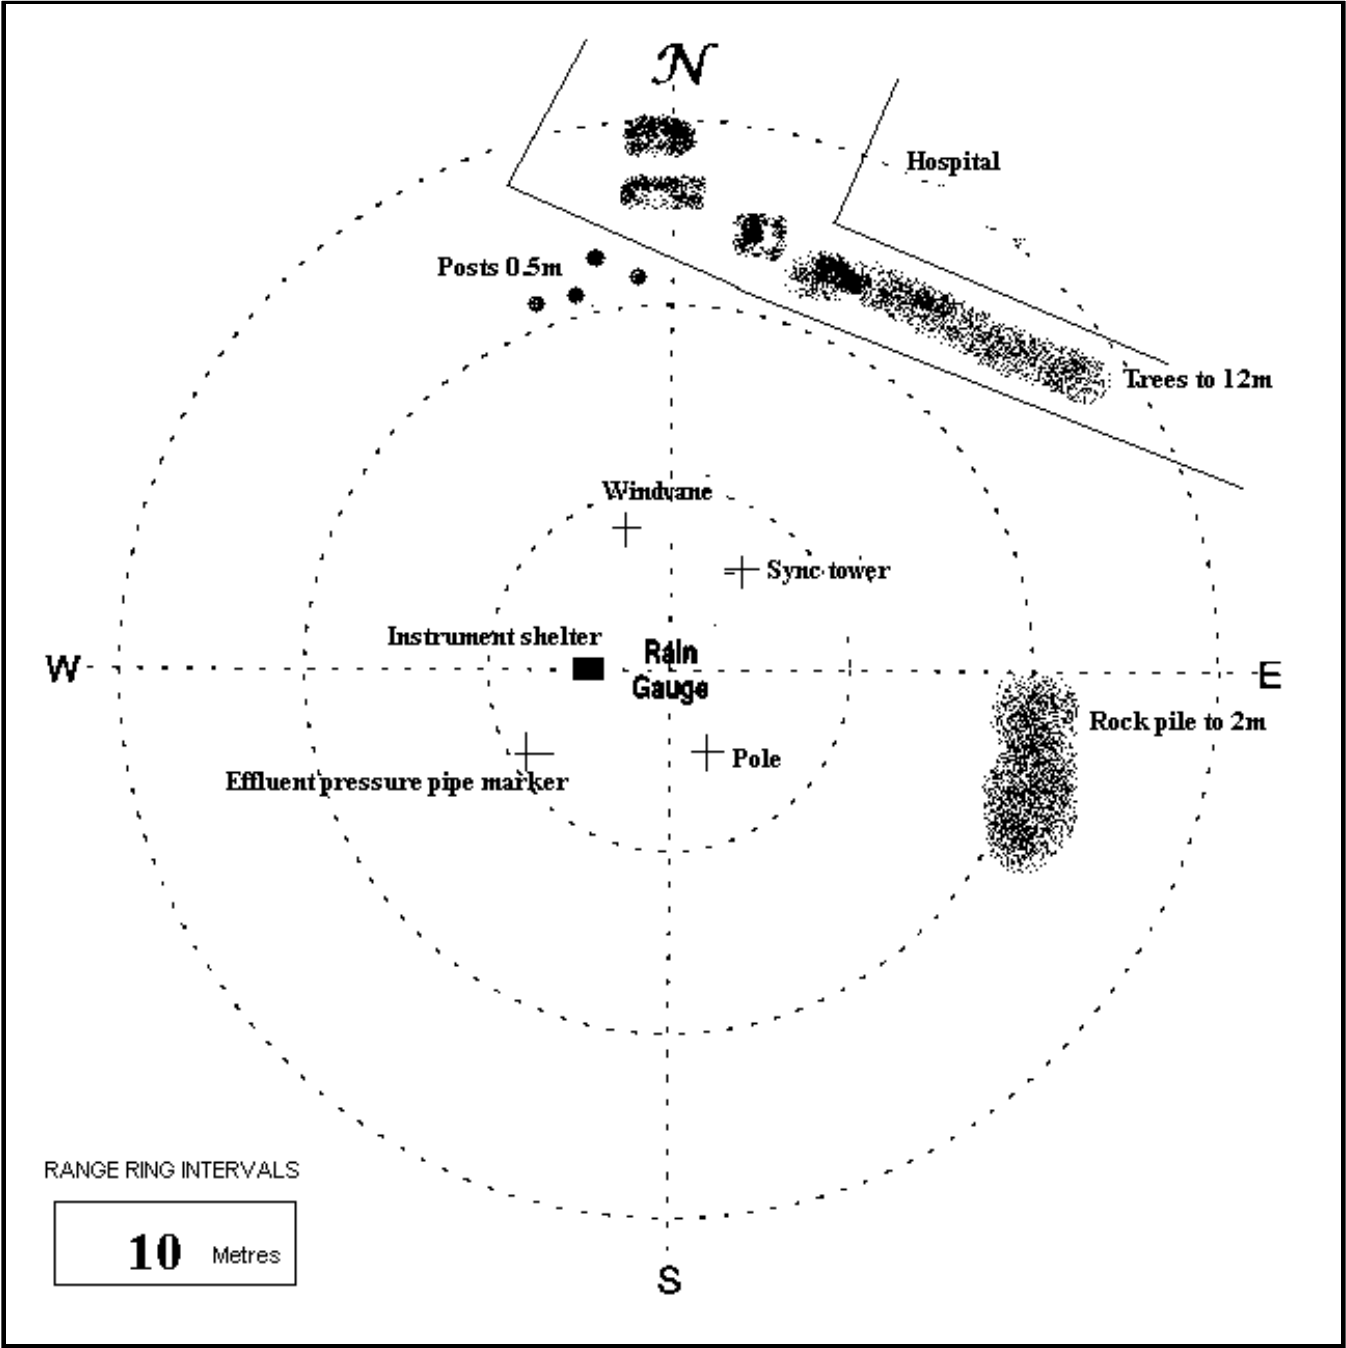 N
Hospital
Posts 0.5m
Trees to 12m
Windvane
Sync tower
Instrument shelter
Rain
Gauge
W
E
Rock pile to 2m
Pole
Effluent pressure pipe marker
RANGE RING INTERVALS
10 Metres
S